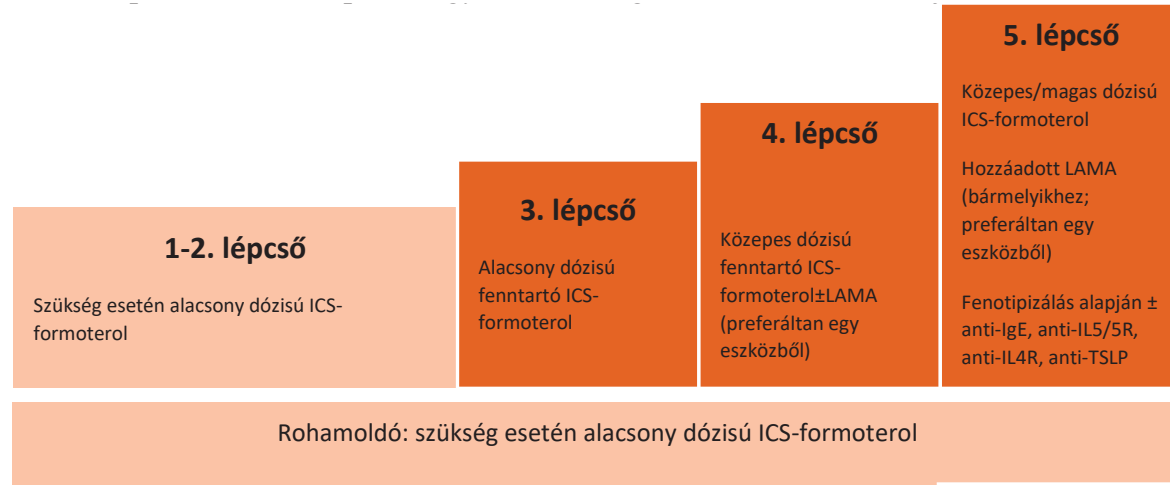 1-2. lépcső
Szükség esetén alacsony dózisú ICS-
formoterol
3. lépcső
Alacsony dózisú
fenntartó ICS-
formoterol
4. lépcső
Közepes dózisú
fenntartó ICS-
formoterol±LAMA
(preferáltan egy
eszközből)
5. lépcső
Közepes/magas dózisú
ICS-formoterol
Hozzáadott LAMA
(bármelyikhez;
preferáltan egy
eszközből)
Fenotipizálás alapján ±
anti-IgE, anti-IL5/5R,
anti-IL4R, anti-TSLP
Rohamoldó: szükség esetén alacsony dózisú ICS-formoterol